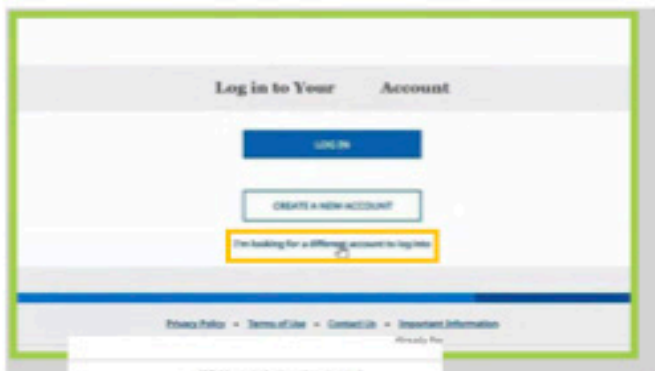 Log in to Your Account
LOG IN
CREATE A NEW ACCOUNT
I'm looking for a different account to log into
Privacy Policy - Terms of Use - Contact Us - Important Information
Already